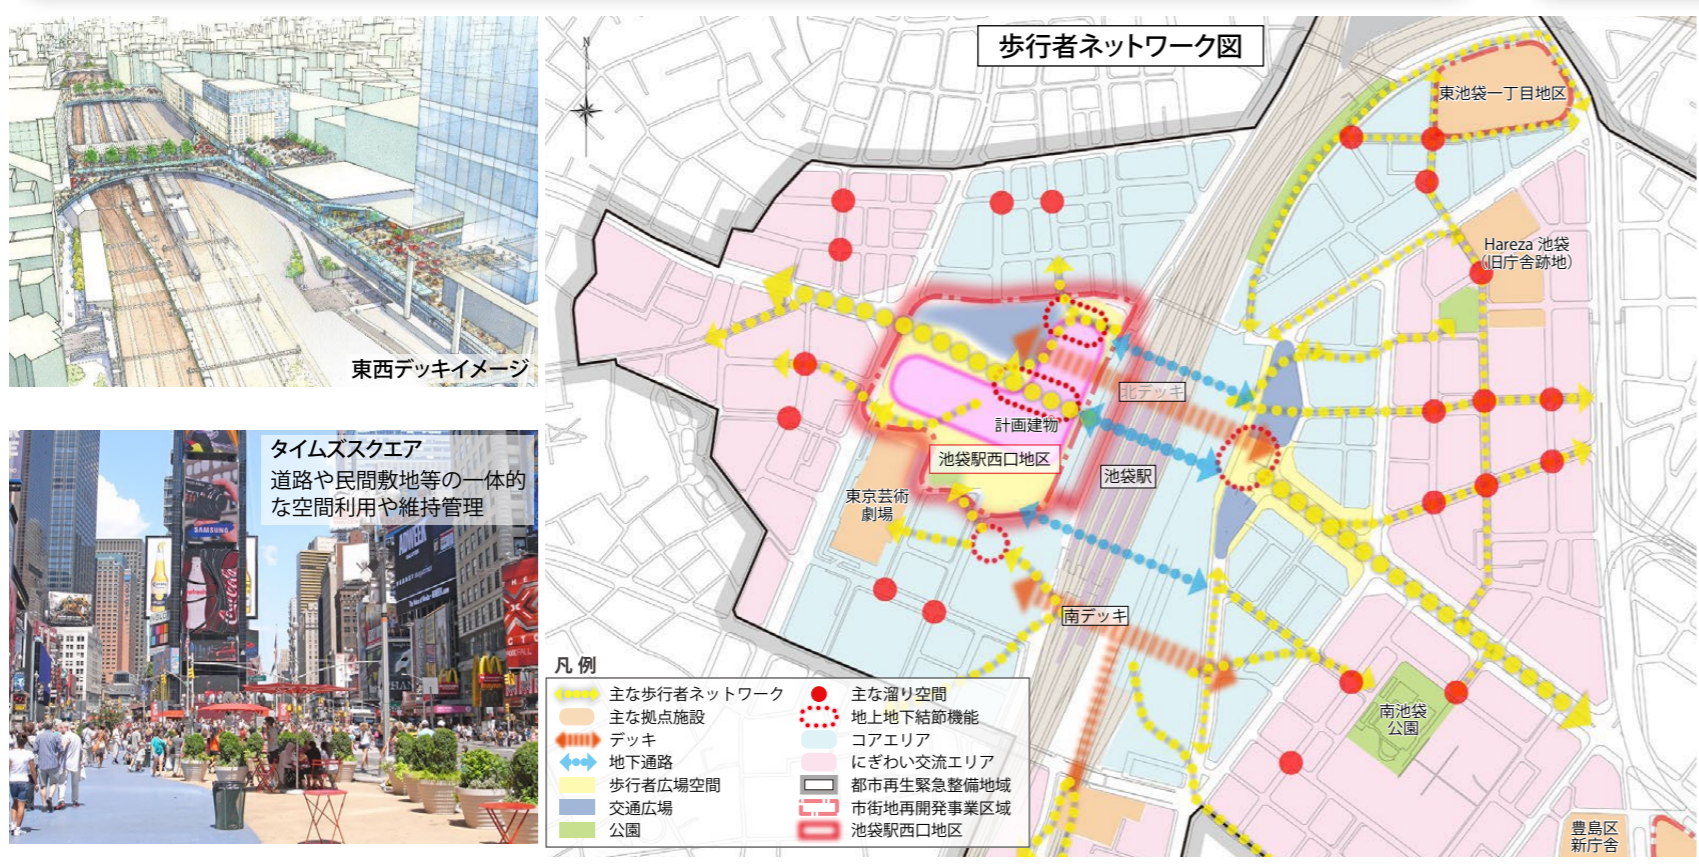 東西デッキイメージ
タイムズスクエア
道路や民間敷地等の一体的
な空間利用や維持管理
SAMSUNG
Coca-Cola
歩行者ネットワーク図
N
東池袋一丁目地区
Hareza 池袋
(旧庁舎跡地)
北デッキ
計画建物
池袋駅西口地区
池袋駅
東京芸術
劇場
南デッキ
南池袋
公園
豊島区
新庁舎
凡例
主な歩行者ネットワーク
主な拠点施設
デッキ
地下通路
歩行者広場空間
交通広場
公園
主な溜り空間
地上地下結節機能
コアエリア
にぎわい交流エリア
都市再生緊急整備地域
市街地再開発事業区域
池袋駅西口地区